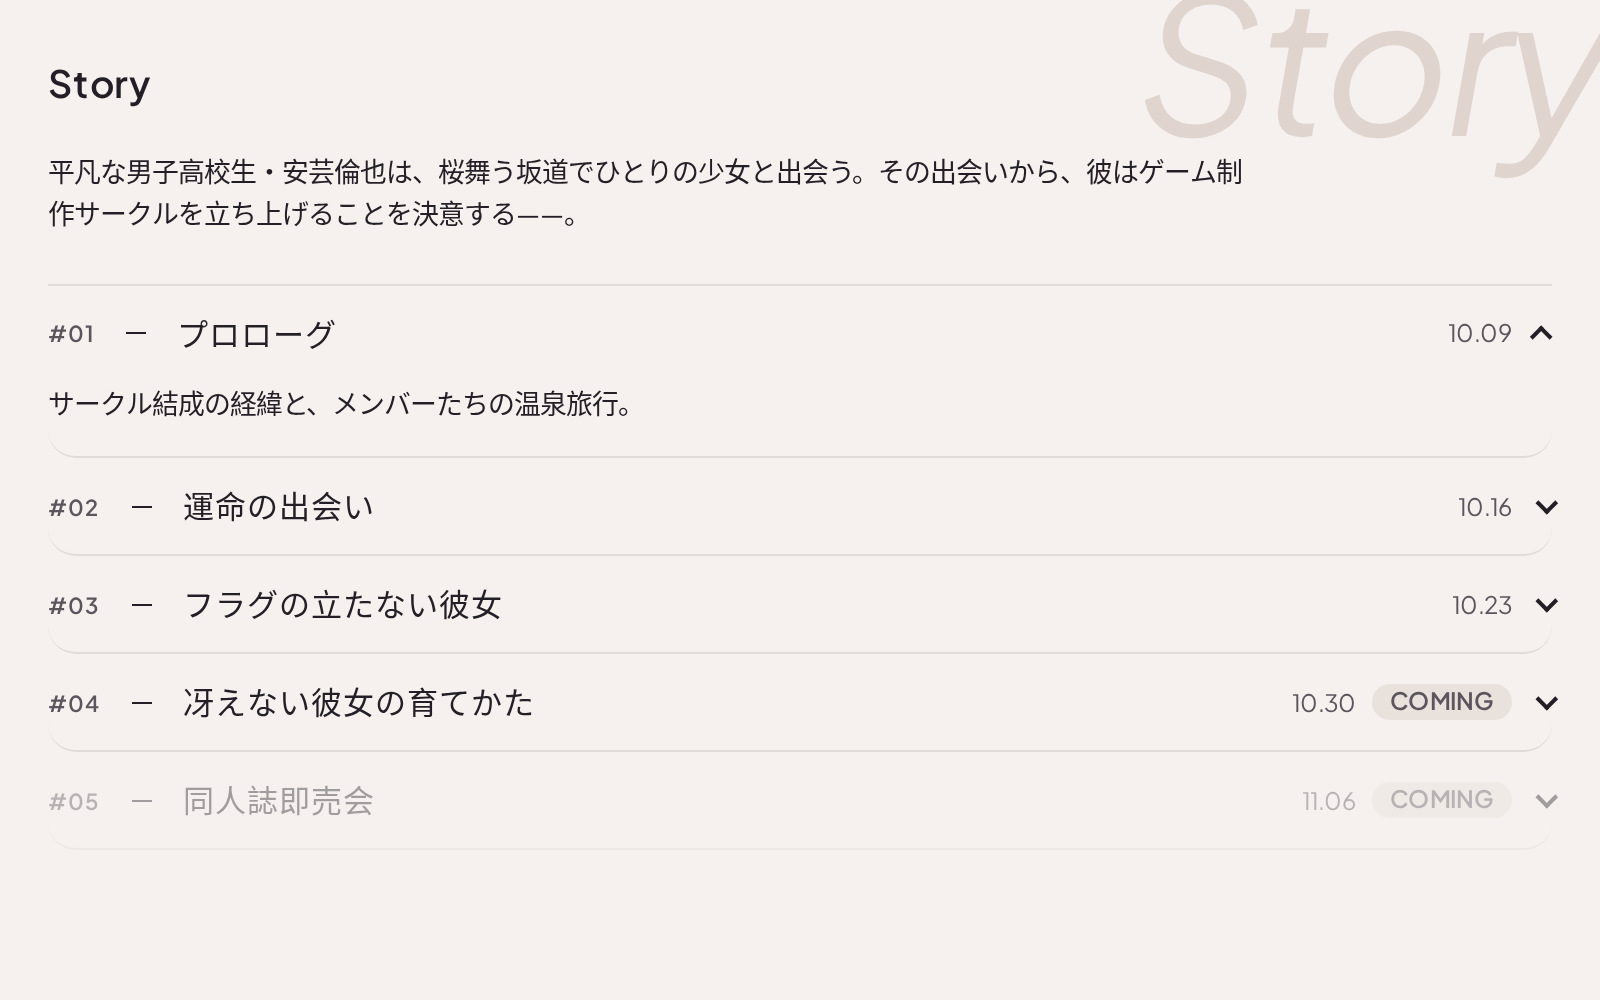 Story
Story
平凡な男子高校生・安芸倫也は、桜舞う坂道でひとりの少女と出会う。その出会いから、彼はゲーム制
作サークルを立ち上げることを決意する——。
#01 — プロローグ 10.09
サークル結成の経緯と、メンバーたちの温泉旅行。
#02 — 運命の出会い 10.16
#03 — フラグの立たない彼女 10.23
#04 — 冴えない彼女の育てかた 10.30 COMING
#05 — 同人誌即売会 11.06 COMING